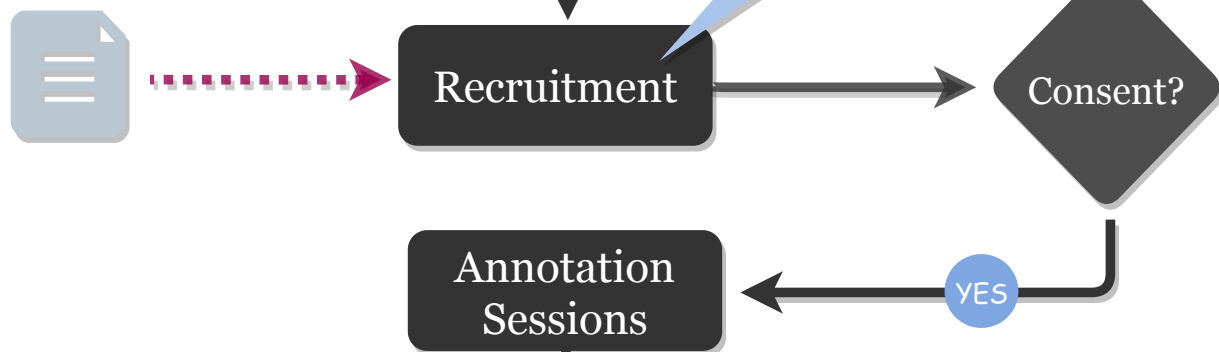 Recruitment
Consent?
Annotation
Sessions
YES